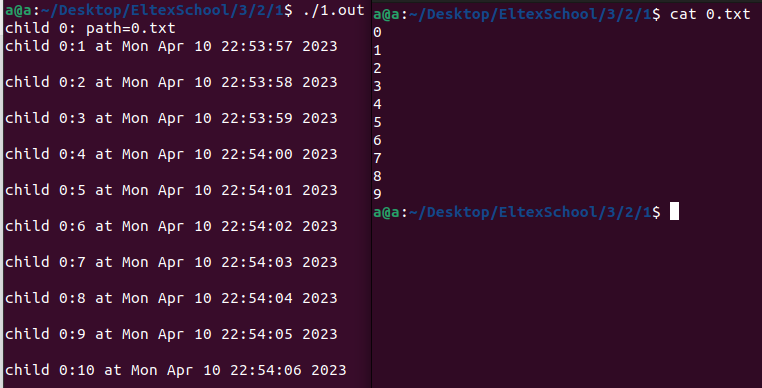 a@a:~/Desktop/EltexSchool/3/2/1$ ./1.out
child 0: path=0.txt
child 0:1 at Mon Apr 10 22:53:57 2023
child 0:2 at Mon Apr 10 22:53:58 2023
child 0:3 at Mon Apr 10 22:53:59 2023
child 0:4 at Mon Apr 10 22:54:00 2023
child 0:5 at Mon Apr 10 22:54:01 2023
child 0:6 at Mon Apr 10 22:54:02 2023
child 0:7 at Mon Apr 10 22:54:03 2023
child 0:8 at Mon Apr 10 22:54:04 2023
child 0:9 at Mon Apr 10 22:54:05 2023
child 0:10 at Mon Apr 10 22:54:06 2023
a@a:~/Desktop/EltexSchool/3/2/1$ cat 0.txt
0
1
2
3
4
5
6
7
8
9
a@a:~/Desktop/EltexSchool/3/2/1$